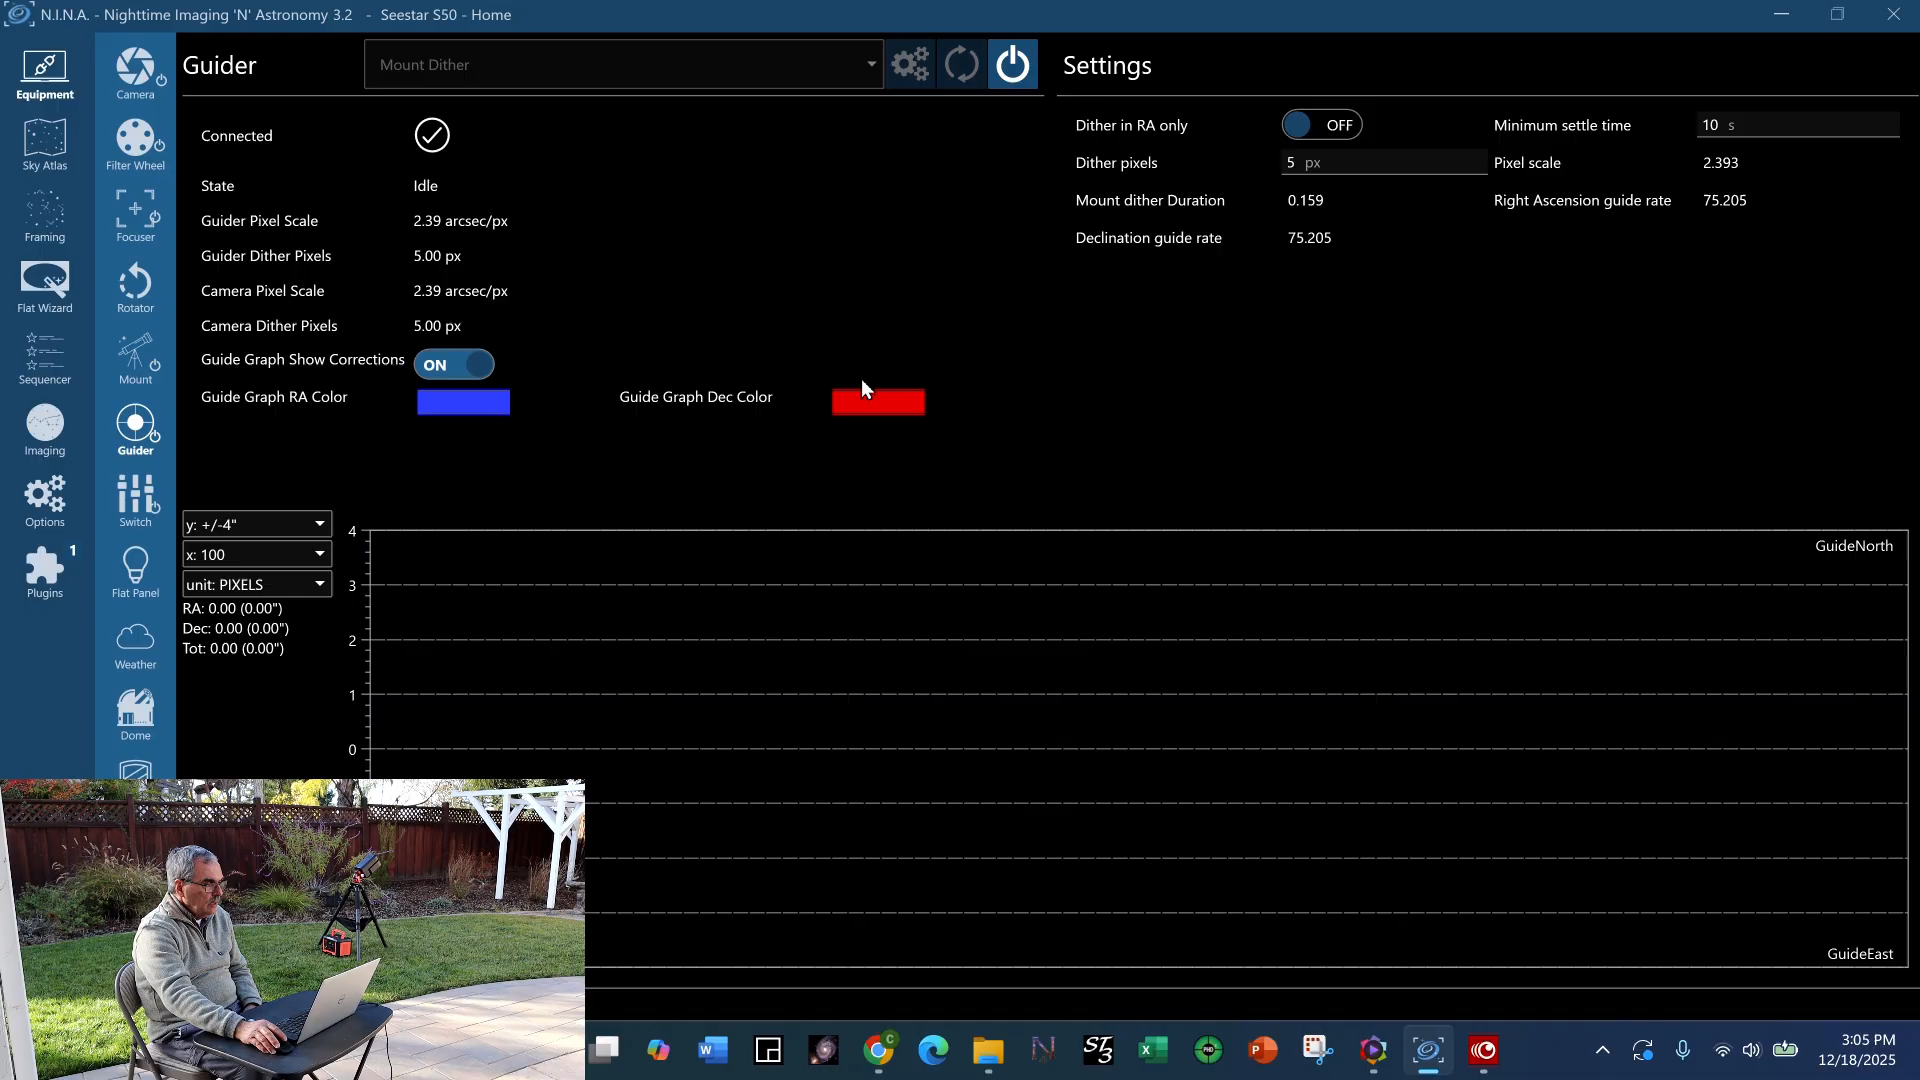 N.I.N.A. - Nighttime Imaging 'N' Astronomy 3.2 - Seestar S50 - Home
Equipment
Sky Atlas
Framing
Flat Wizard
Sequencer
Imaging
Options
1
Plugins
Camera
Filter Wheel
Focuser
Rotator
Mount
Guider
Switch
Flat Panel
Weather
Dome
Guider
Mount Dither
Connected
State Idle
Guider Pixel Scale 2.39 arcsec/px
Guider Dither Pixels 5.00 px
Camera Pixel Scale 2.39 arcsec/px
Camera Dither Pixels 5.00 px
Guide Graph Show Corrections ON
Guide Graph RA Color Guide Graph Dec Color
Settings
Dither in RA only OFF Minimum settle time 10 s
Dither pixels 5 px Pixel scale 2.393
Mount dither Duration 0.159 Right Ascension guide rate 75.205
Declination guide rate 75.205
y: +/-4"
x: 100
unit: PIXELS
RA: 0.00 (0.00")
Dec: 0.00 (0.00")
Tot: 0.00 (0.00")
4
3
2
1
0
GuideNorth
GuideEast
W
N
SF3
X
PHD
P
C
3:05 PM
12/18/2025